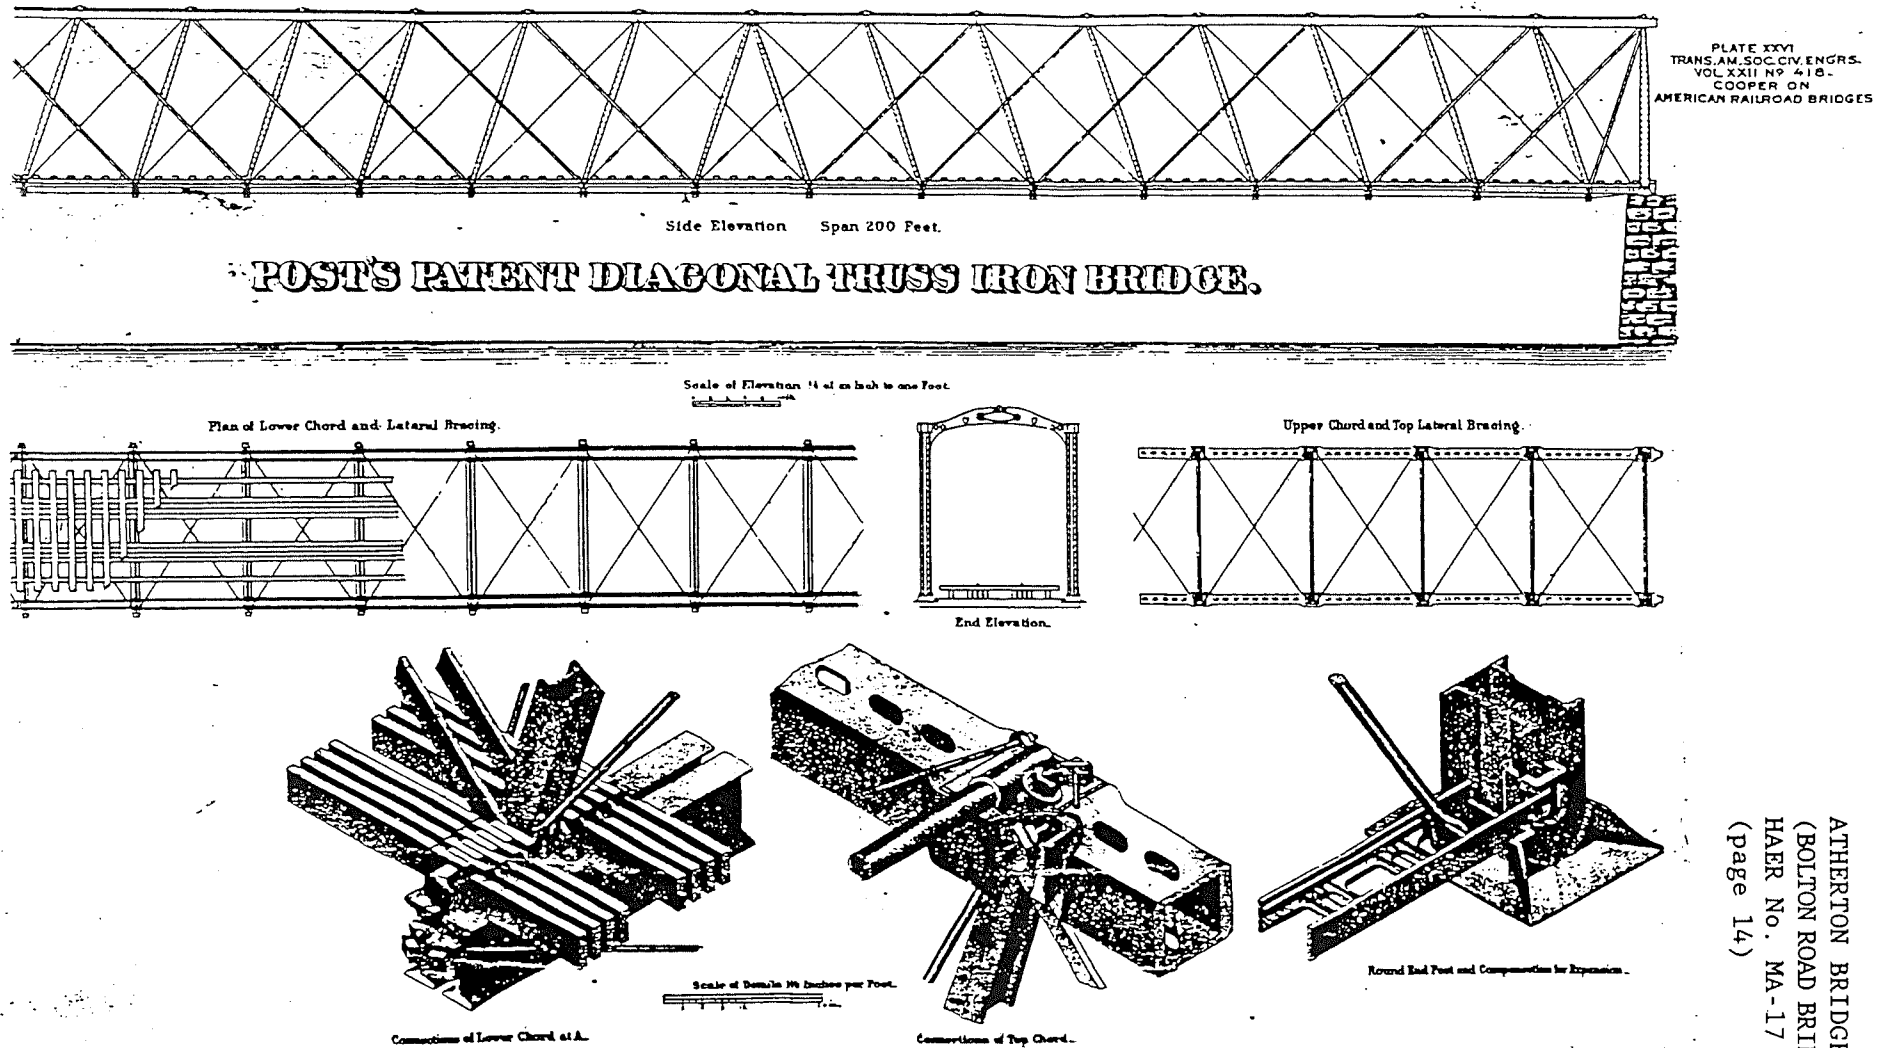 PLATE XXVI
TRANS.AM.SOC.CIV.ENGRS.
VOL XXII Nº 418.
COOPER ON
AMERICAN RAILROAD BRIDGES
Side Elevation Span 200 Feet.
POST'S PATENT DIAGONAL TRUSS IRON BRIDGE.
Scale of Elevation of an Inch to one Foot.
Plan of Lower Chord and Lateral Bracing.
Upper Chord and Top Lateral Bracing.
End Elevation.
Round End Post and Compensation for Expansion.
Scale of Details Inches per Foot.
Connections of Lower Chord at A.
Connections of Top Chord.
ATHERTON BRIDGE
(BOLTON ROAD BRI
HAER No. MA-17
(page 14)